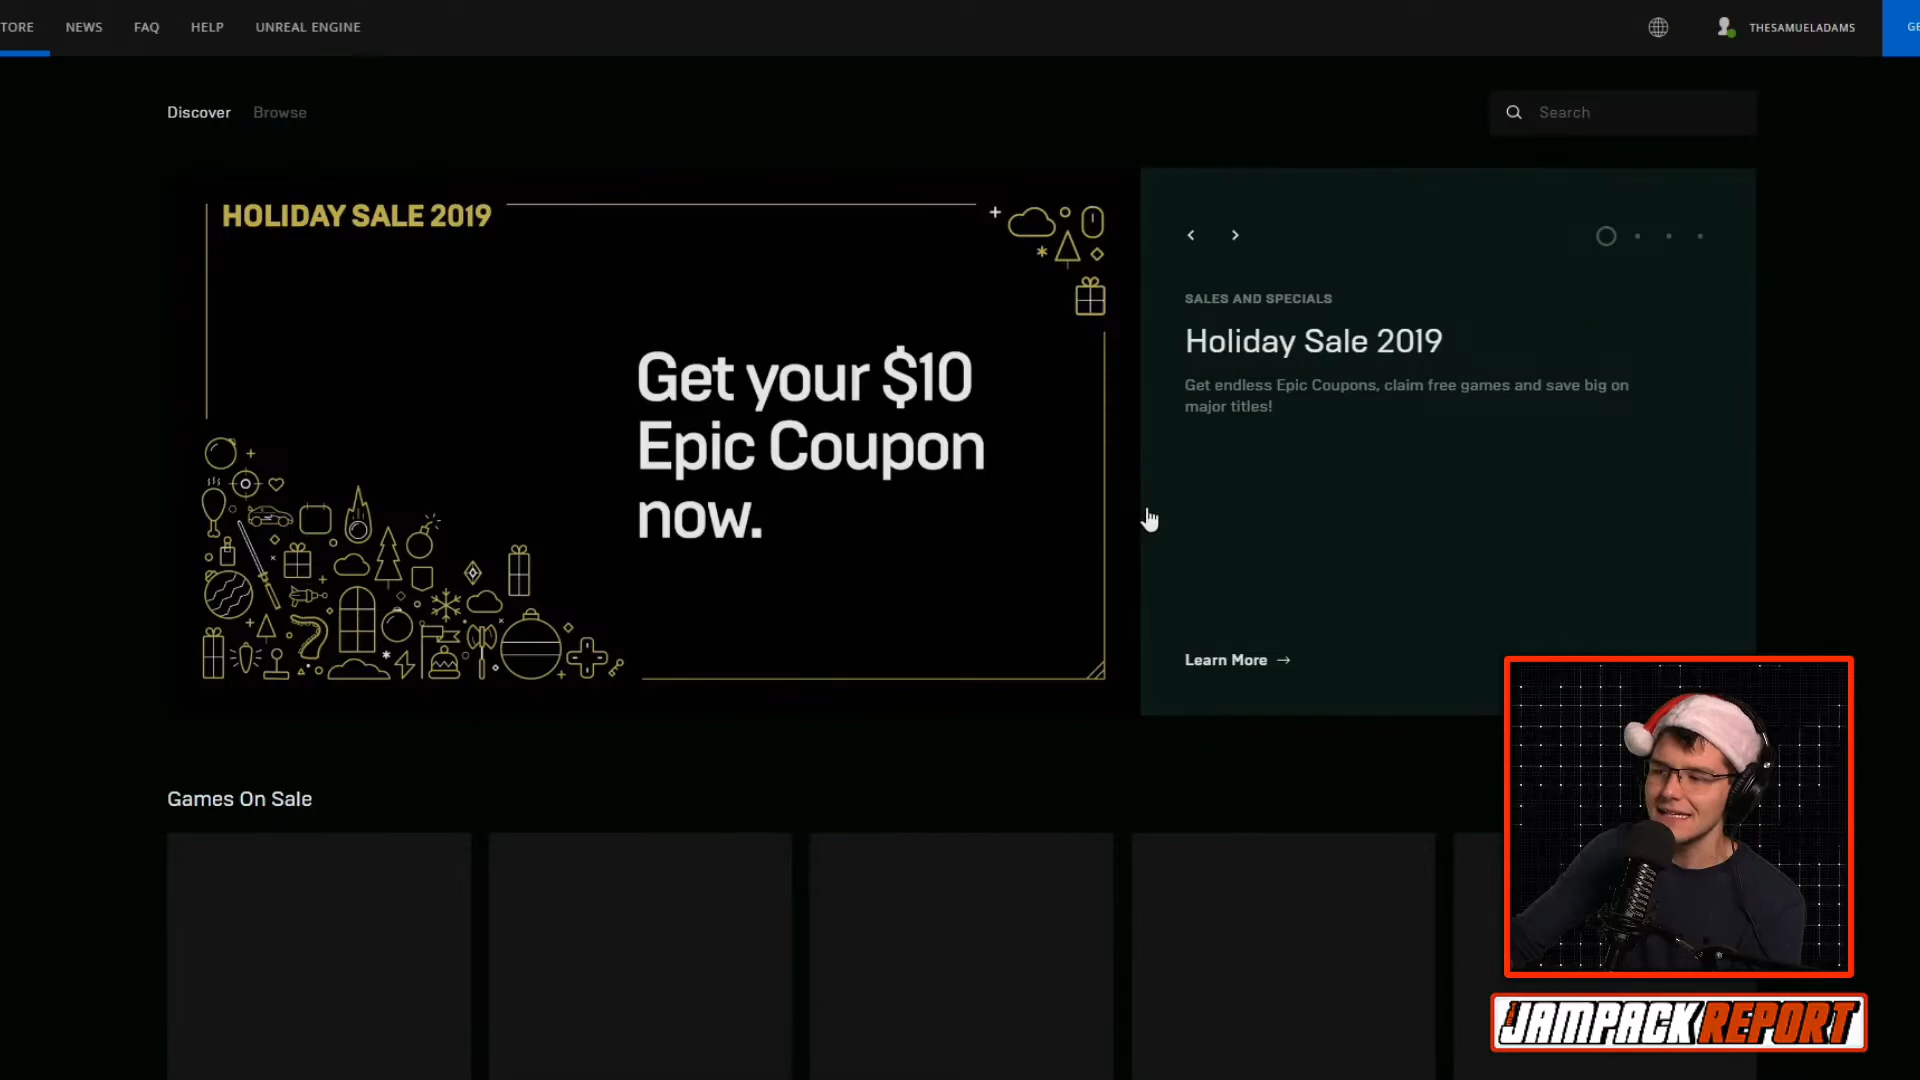 TORE NEWS FAQ HELP UNREAL ENGINE THESAMUELADAMS GE
Discover Browse Search
HOLIDAY SALE 2019
Get your $10
Epic Coupon
now.
SALES AND SPECIALS
Holiday Sale 2019
Get endless Epic Coupons, claim free games and save big on
major titles!
Learn More →
Games On Sale
JAMPACK REPORT